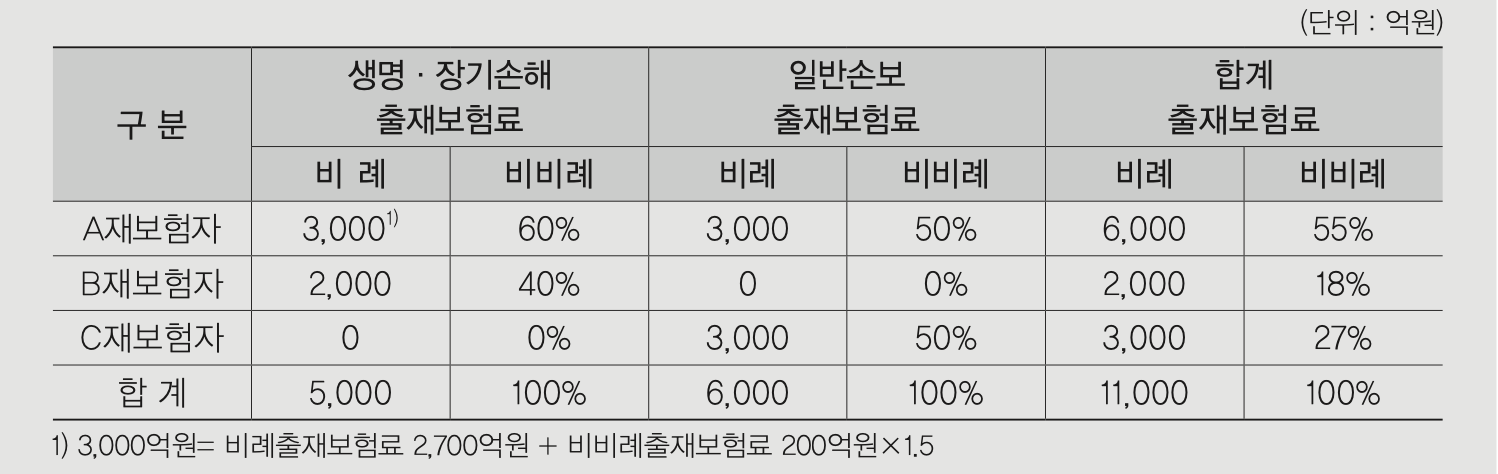 (단위 : 억원)
구 분 생명 · 장기손해 출재보험료 일반손보 출재보험료 합계 출재보험료
비 례 비비례 비례 비비례 비례 비비례
A재보험자 3,000¹⁾ 60% 3,000 50% 6,000 55%
B재보험자 2,000 40% 0 0% 2,000 18%
C재보험자 0 0% 3,000 50% 3,000 27%
합 계 5,000 100% 6,000 100% 11,000 100%
1) 3,000억원= 비례출재보험료 2,700억원 + 비비례출재보험료 200억원×1.5